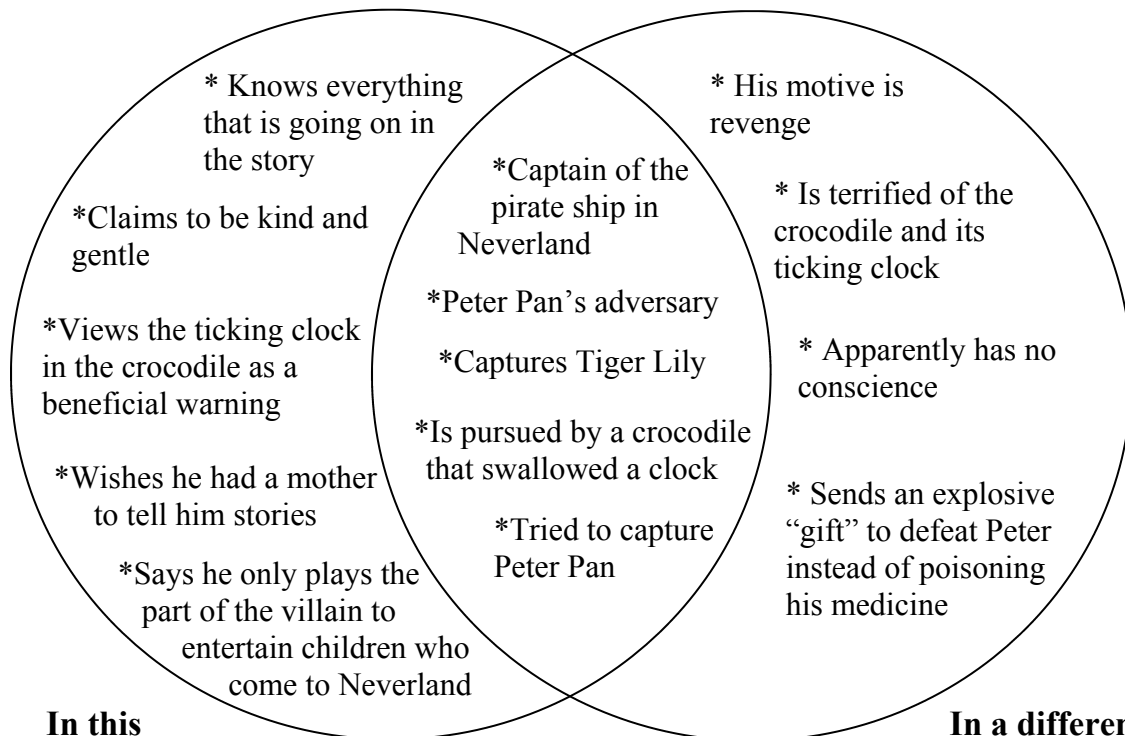 * Knows everything
that is going on in
the story
*Claims to be kind and
gentle
*Views the ticking clock
in the crocodile as a
beneficial warning
*Wishes he had a mother
to tell him stories
*Says he only plays the
part of the villain to
entertain children who
come to Neverland
*Captain of the
pirate ship in
Neverland
*Peter Pan’s adversary
*Captures Tiger Lily
*Is pursued by a crocodile
that swallowed a clock
*Tried to capture
Peter Pan
* His motive is
revenge
* Is terrified of the
crocodile and its
ticking clock
* Apparently has no
conscience
* Sends an explosive
“gift” to defeat Peter
instead of poisoning
his medicine
In this
In a differen